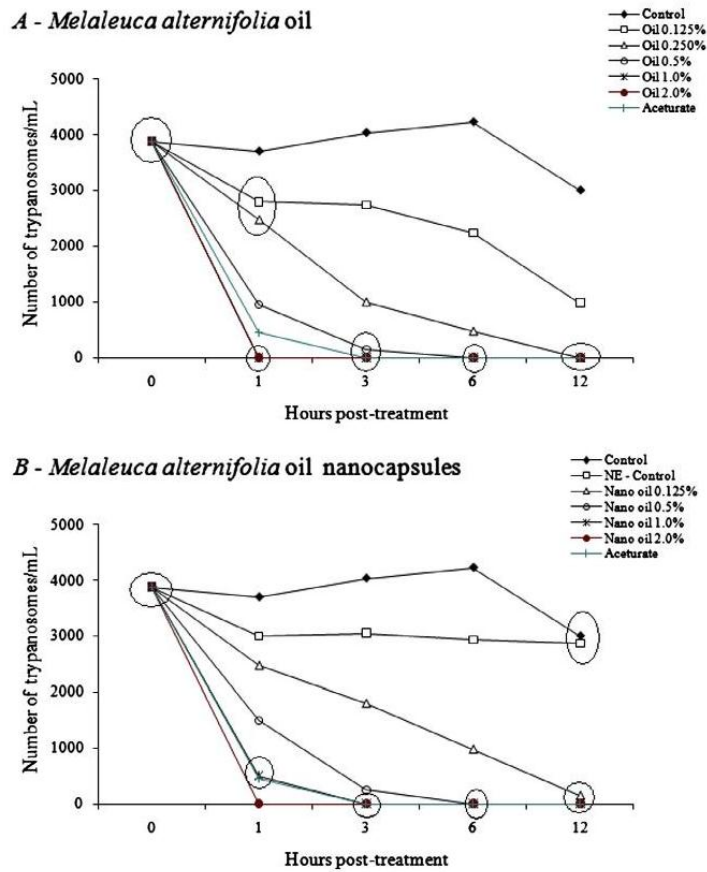 A - Melaleuca alternifolia oil
Control
Oil 0.125%
Oil 0.250%
Oil 0.5%
Oil 1.0%
Oil 2.0%
Aceturate
Number of trypanosomes/mL
5000
4000
3000
2000
1000
0
0 1 3 6 12
Hours post-treatment
B - Melaleuca alternifolia oil nanocapsules
Control
NE - Control
Nano oil 0.125%
Nano oil 0.5%
Nano oil 1.0%
Nano oil 2.0%
Aceturate
Number of trypanosomes/mL
5000
4000
3000
2000
1000
0
0 1 3 6 12
Hours post-treatment